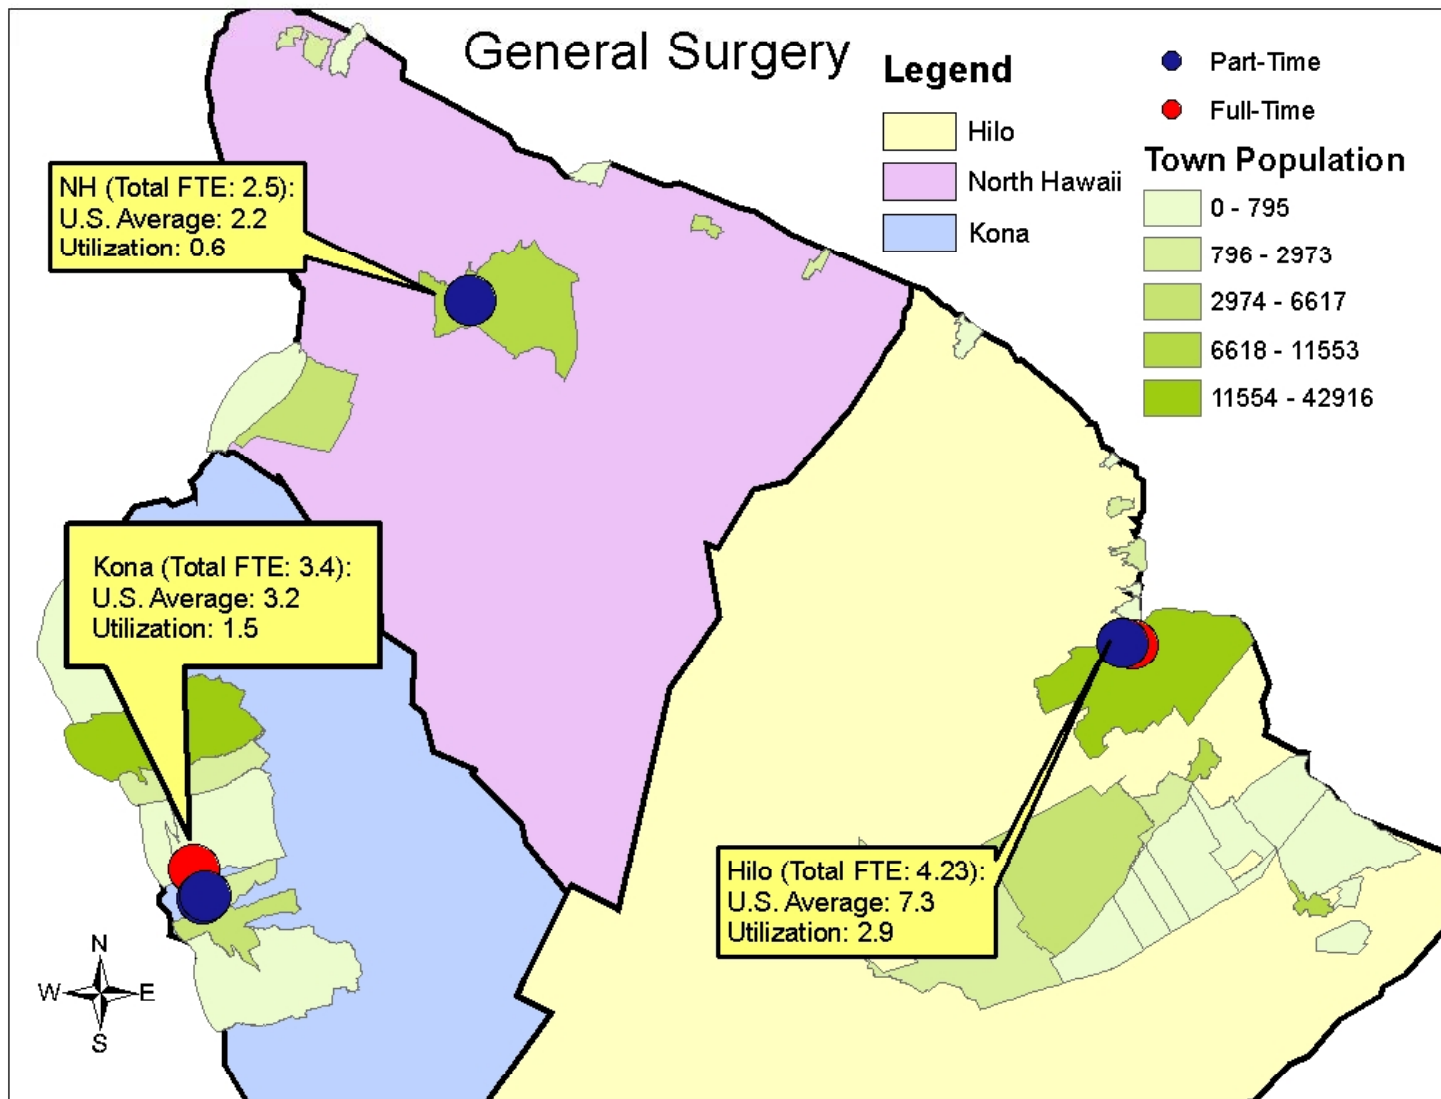 General Surgery
Legend
Hilo
North Hawaii
Kona
Part-Time
Full-Time
Town Population
0 - 795
796 - 2973
2974 - 6617
6618 - 11553
11554 - 42916
NH (Total FTE: 2.5):
U.S. Average: 2.2
Utilization: 0.6
Kona (Total FTE: 3.4):
U.S. Average: 3.2
Utilization: 1.5
Hilo (Total FTE: 4.23):
U.S. Average: 7.3
Utilization: 2.9
N
W E
S